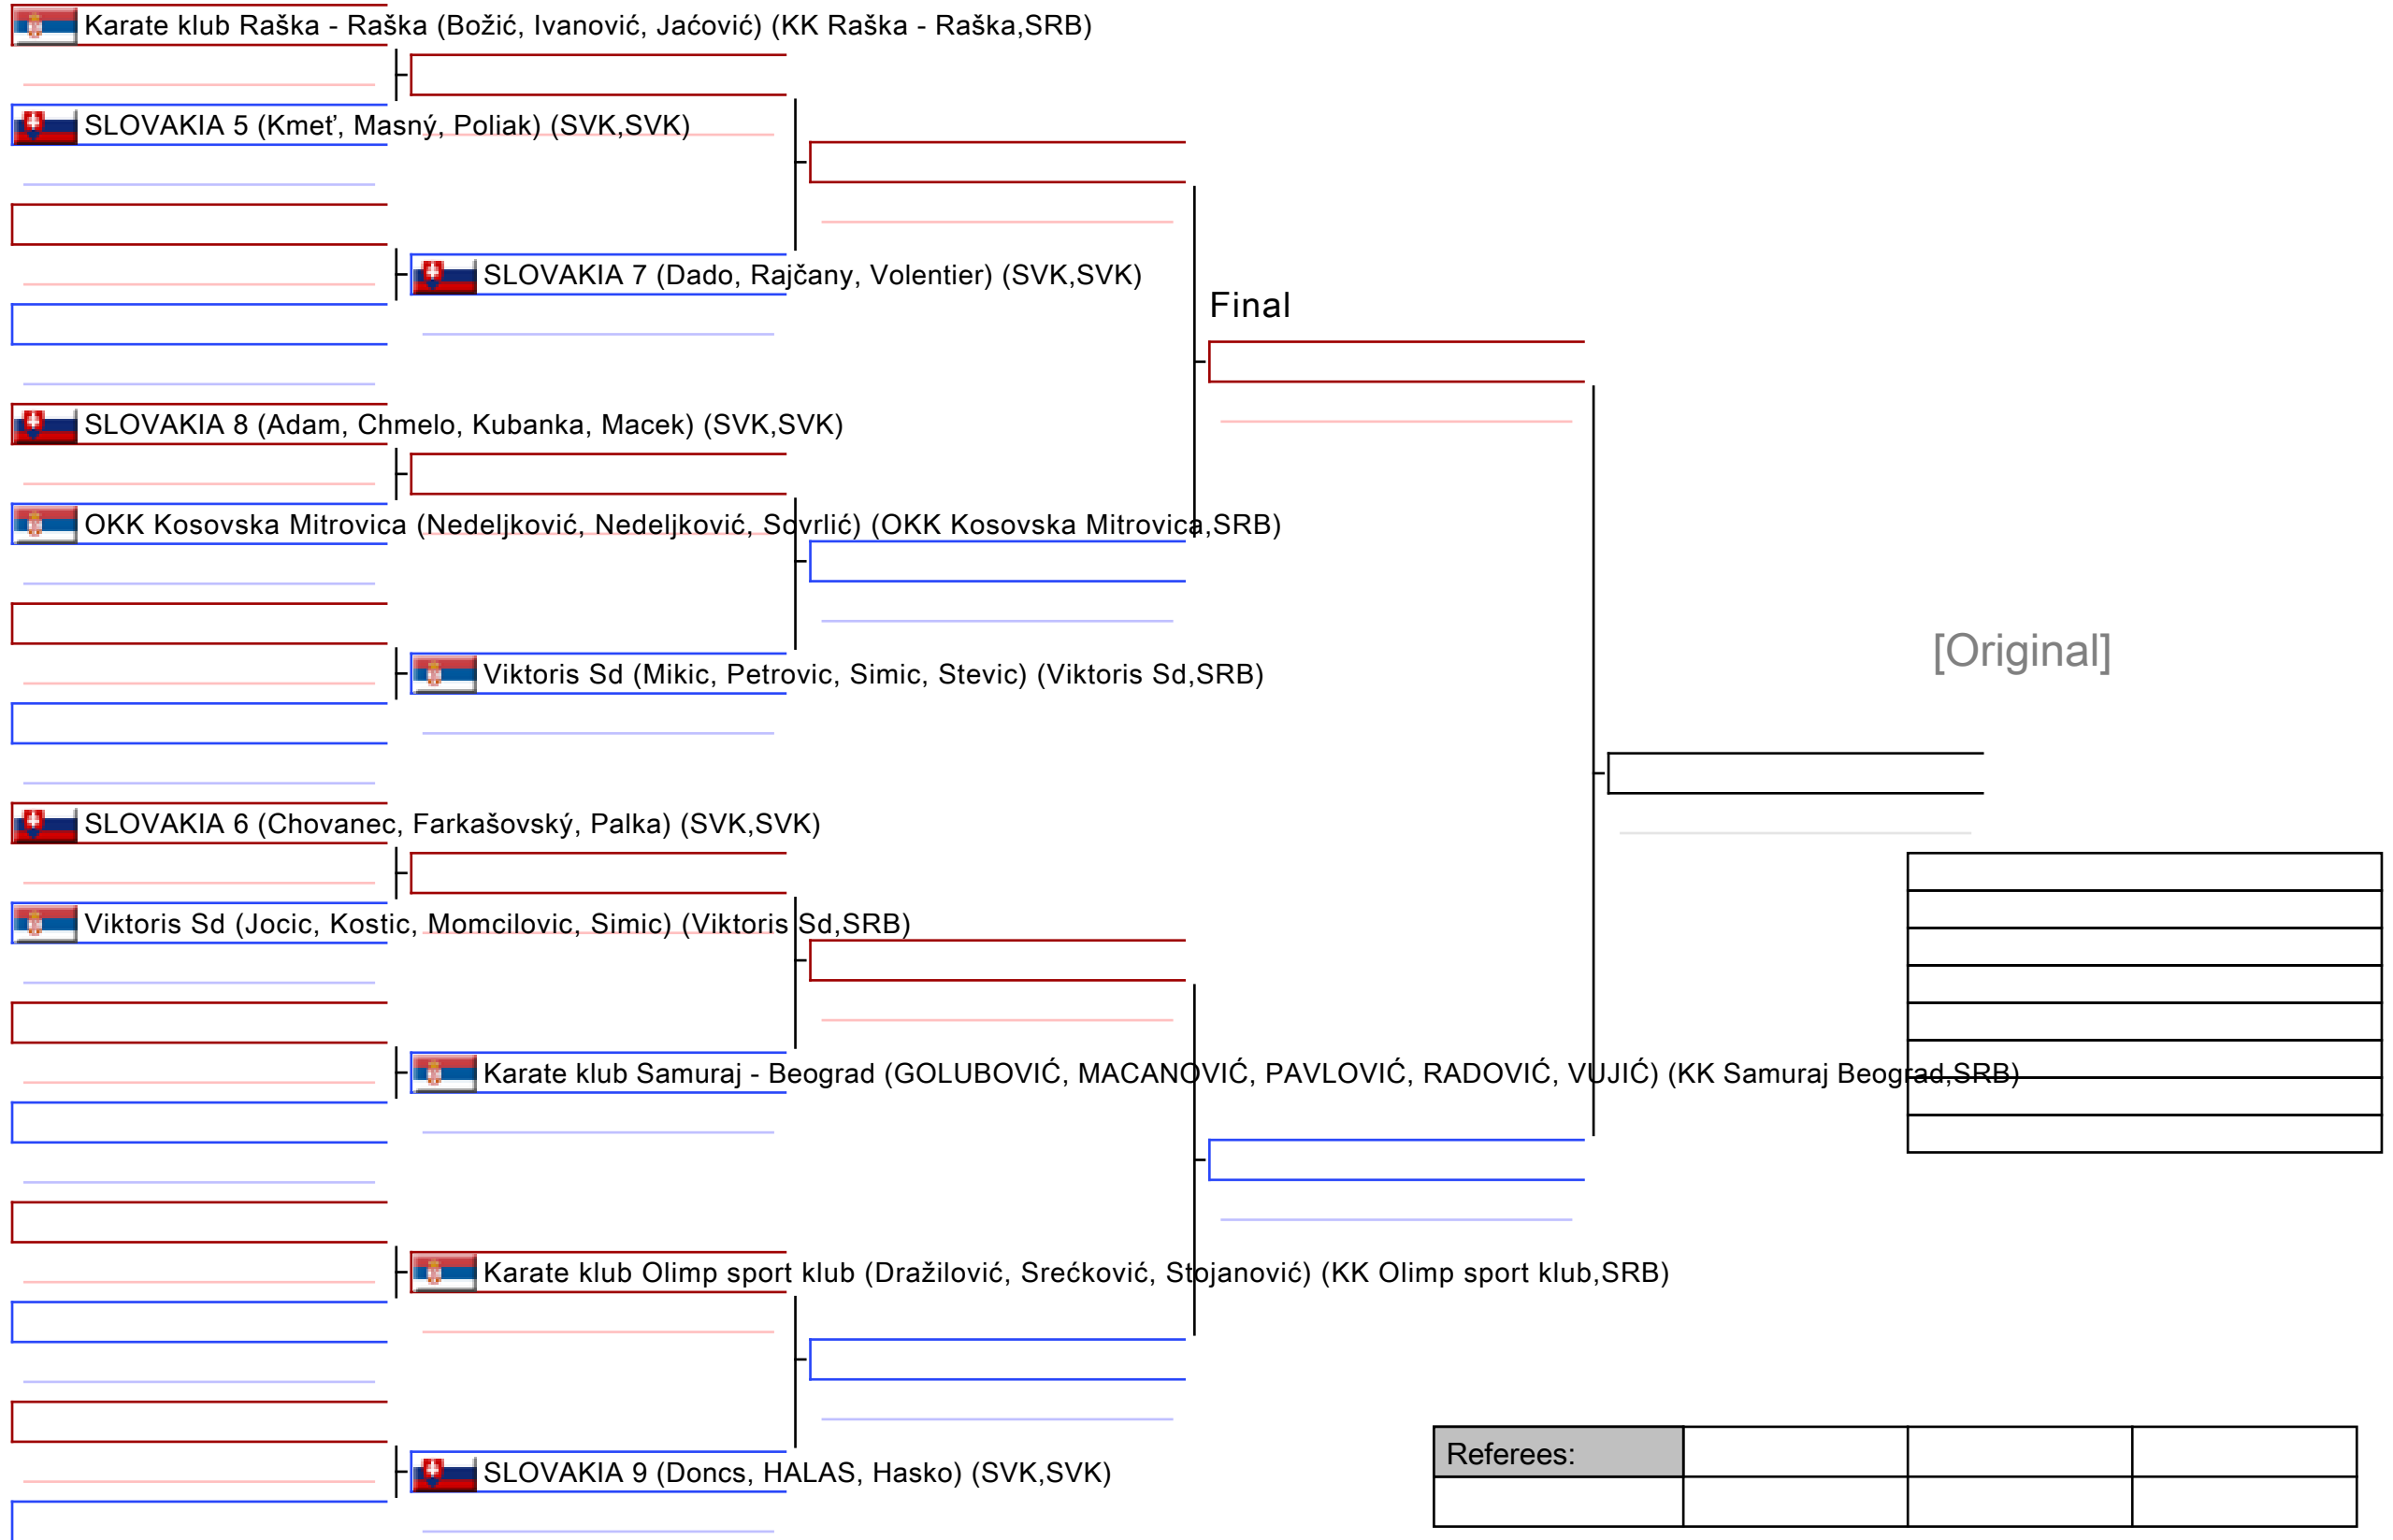 Karate klub Raška - Raška (Božić, Ivanović, Jaćović) (KK Raška - Raška,SRB)
SLOVAKIA 5 (Kmeť, Masný, Poliak) (SVK,SVK)
SLOVAKIA 7 (Dado, Rajčany, Volentier) (SVK,SVK)
Final
SLOVAKIA 8 (Adam, Chmelo, Kubanka, Macek) (SVK,SVK)
OKK Kosovska Mitrovica (Nedeljković, Nedeljković, Sovrlić) (OKK Kosovska Mitrovica,SRB)
[Original]
Viktoris Sd (Mikic, Petrovic, Simic, Stevic) (Viktoris Sd,SRB)
SLOVAKIA 6 (Chovanec, Farkašovský, Palka) (SVK,SVK)
Viktoris Sd (Jocic, Kostic, Momcilovic, Simic) (Viktoris Sd,SRB)
Karate klub Samuraj - Beograd (GOLUBOVIĆ, MACANOVIĆ, PAVLOVIĆ, RADOVIĆ, VUJIĆ) (KK Samuraj Beograd,SRB)
Karate klub Olimp sport klub (Dražilović, Srećković, Stojanović) (KK Olimp sport klub,SRB)
Referees:
SLOVAKIA 9 (Doncs, HALAS, Hasko) (SVK,SVK)